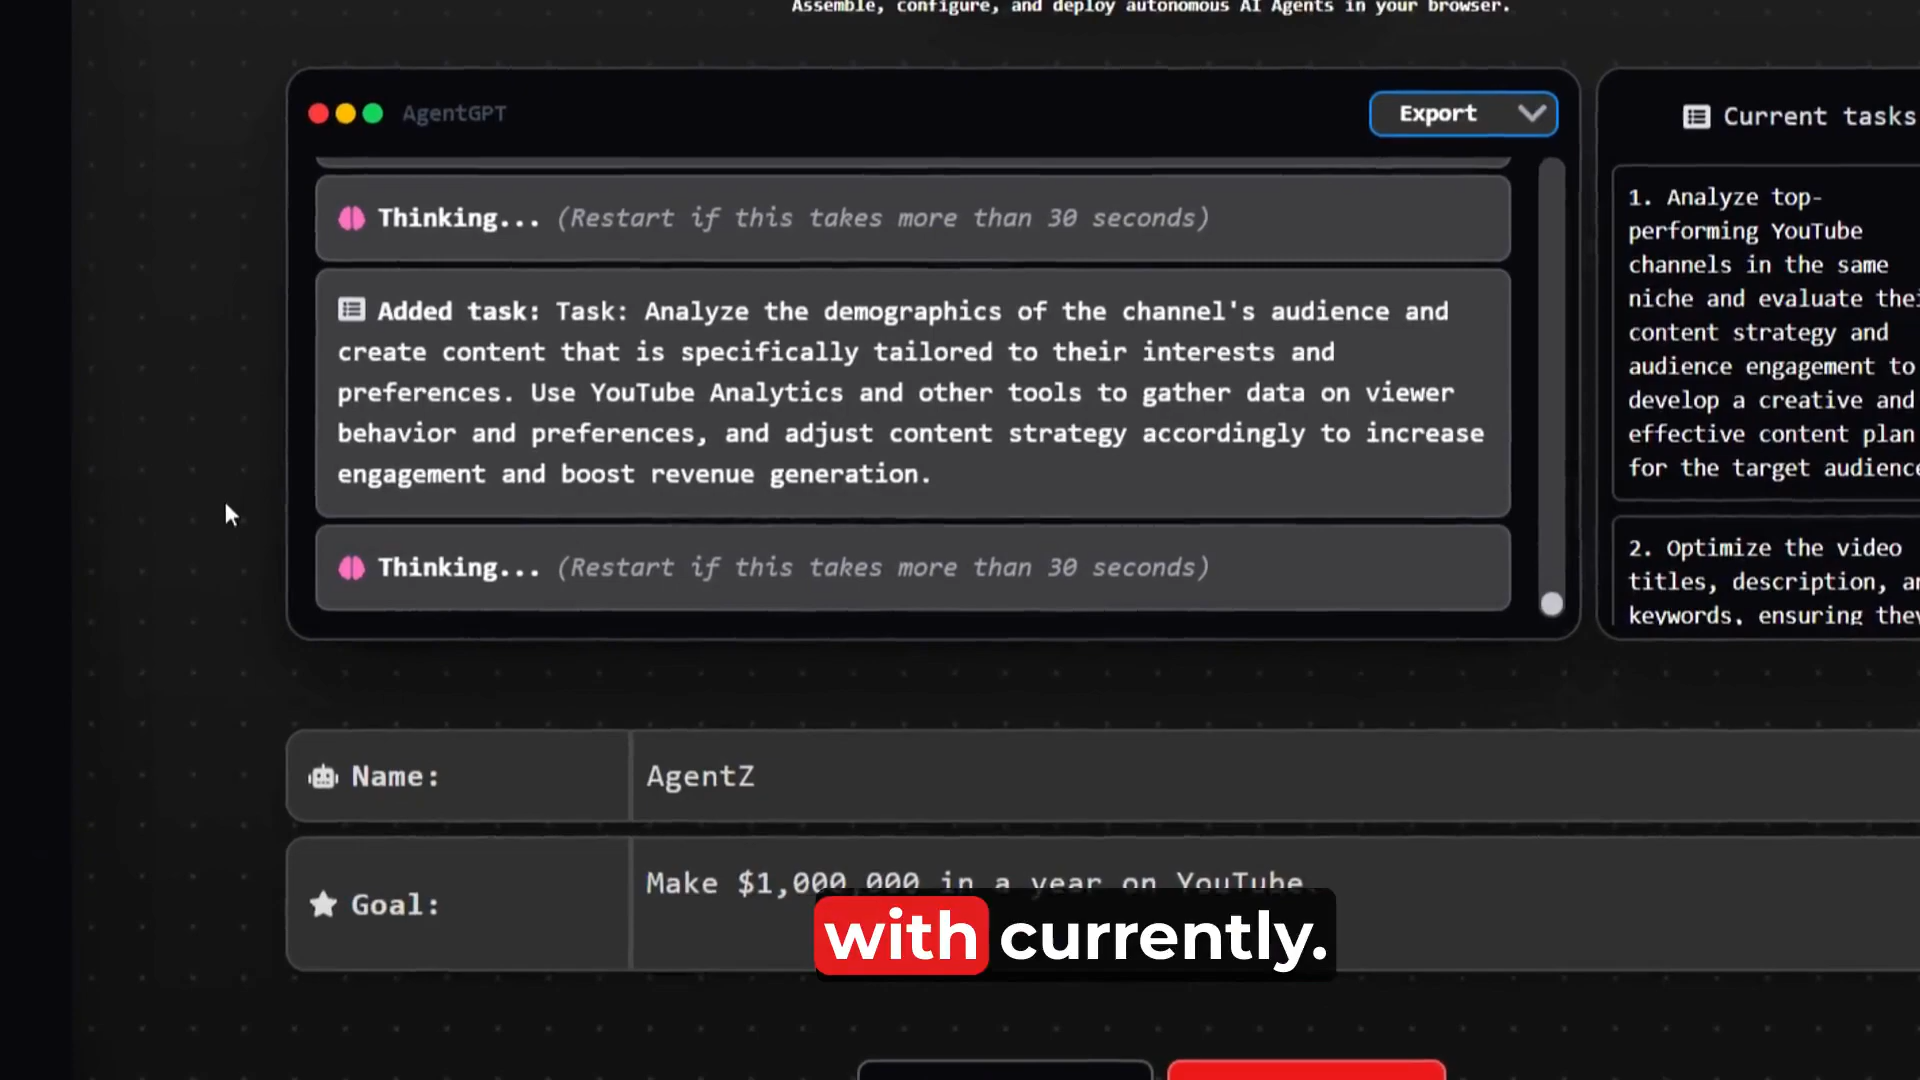 Assemble, configure, and deploy autonomous AI Agents in your browser.
AgentGPT
Export
Thinking... (Restart if this takes more than 30 seconds)
Added task: Task: Analyze the demographics of the channel's audience and
create content that is specifically tailored to their interests and
preferences. Use YouTube Analytics and other tools to gather data on viewer
behavior and preferences, and adjust content strategy accordingly to increase
engagement and boost revenue generation.
Thinking... (Restart if this takes more than 30 seconds)
Current tasks
1. Analyze top-
performing YouTube
channels in the same
niche and evaluate
content strategy and
audience engagement to
develop a creative and
effective content plan
for the target
2. Optimize the video
titles, description,
keywords, ensuring
Name:
AgentZ
Goal:
Make $1,000,000 in a year on YouTube.
with currently.